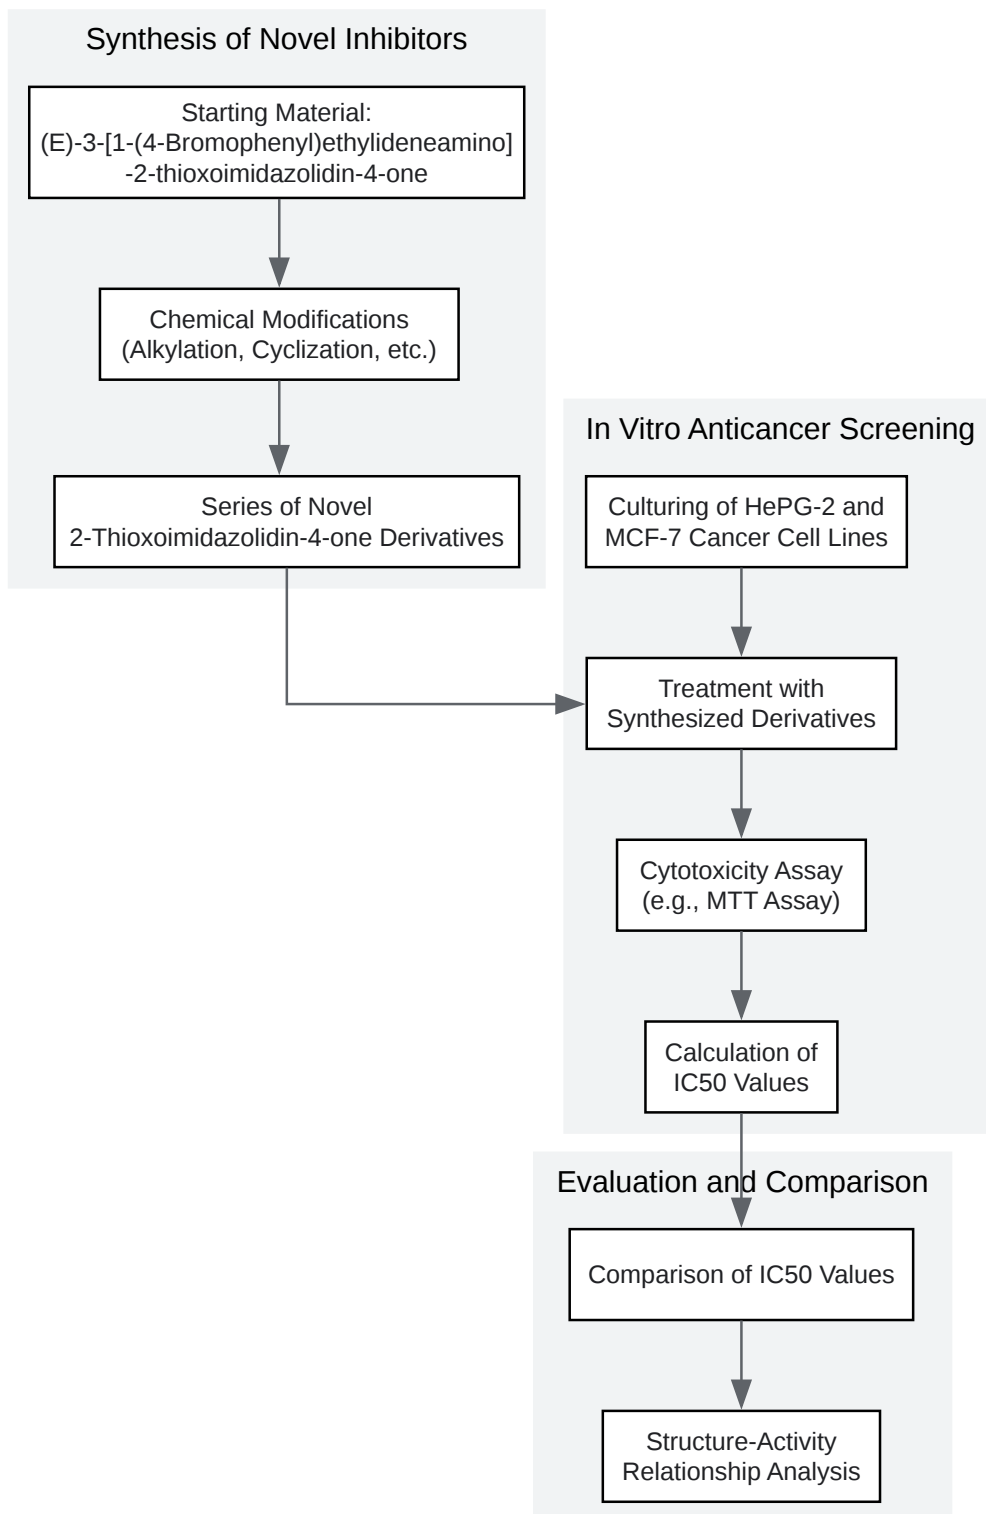 Synthesis of Novel Inhibitors
Starting Material:
(E)-3-[1-(4-Bromophenyl)ethylideneamino]
-2-thioxoimidazolidin-4-one
Chemical Modifications
(Alkylation, Cyclization, etc.)
Series of Novel
2-Thioxoimidazolidin-4-one Derivatives
In Vitro Anticancer Screening
Culturing of HePG-2 and
MCF-7 Cancer Cell Lines
Treatment with
Synthesized Derivatives
Cytotoxicity Assay
(e.g., MTT Assay)
Calculation of
IC50 Values
Evaluation and Comparison
Comparison of IC50 Values
Structure-Activity
Relationship Analysis